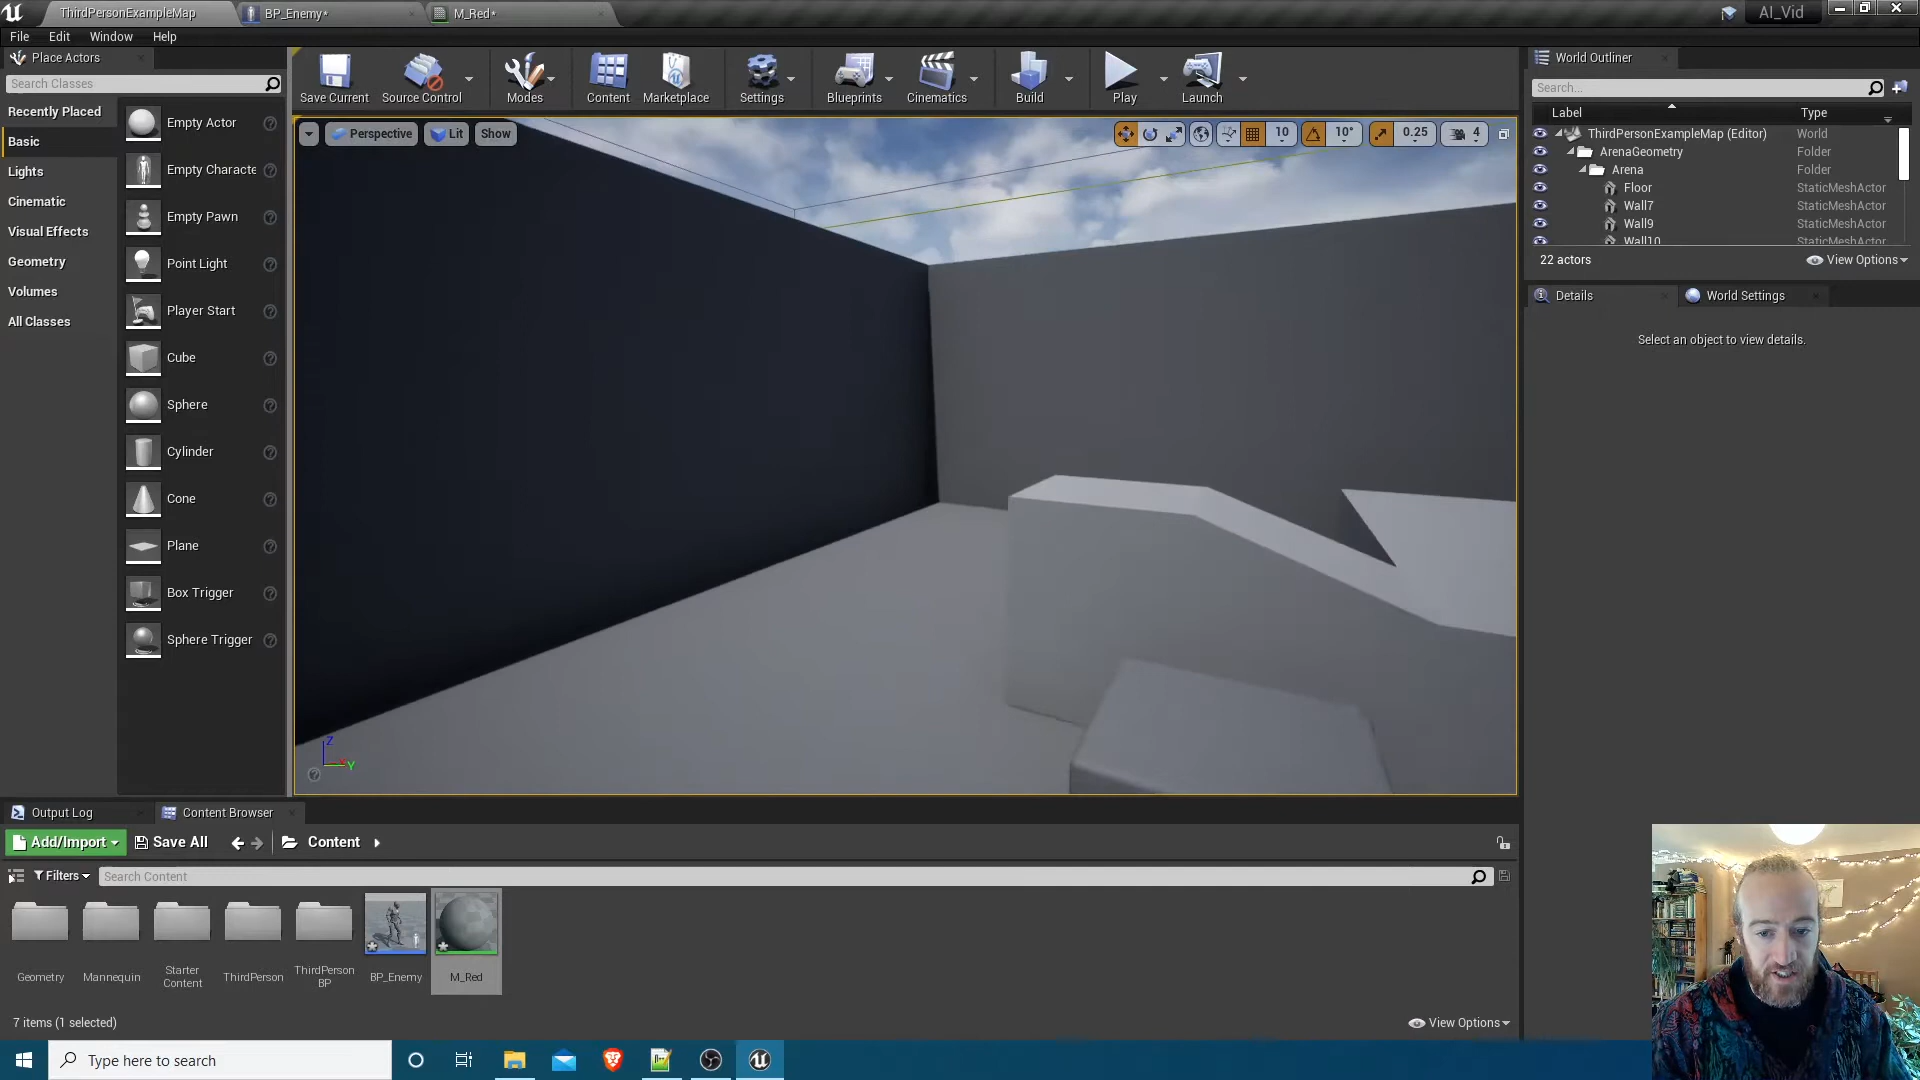 ThirdPersonExampleMap
BP_Enemy*
M_Red*
AI_Vid
File Edit Window Help
Place Actors
Search Classes
Recently Placed
Basic
Lights
Cinematic
Visual Effects
Geometry
Volumes
All Classes
Empty Actor
Empty Characte
Empty Pawn
Point Light
Player Start
Cube
Sphere
Cylinder
Cone
Plane
Box Trigger
Sphere Trigger
Save Current
Source Control
Modes
Content
Marketplace
Settings
Blueprints
Cinematics
Build
Play
Launch
Perspective
Lit
Show
10
10°
0.25
4
Z
Y
World Outliner
Search...
Label Type
ThirdPersonExampleMap (Editor) World
ArenaGeometry Folder
Arena Folder
Floor StaticMeshActor
Wall7 StaticMeshActor
Wall9 StaticMeshActor
Wall10 StaticMeshActor
22 actors
View Options
Details
World Settings
Select an object to view details.
Output Log
Content Browser
Add/Import
Save All
Content
Filters
Search Content
Geometry
Mannequin
Starter
Content
ThirdPerson
ThirdPerson
BP
BP_Enemy
M_Red
7 items (1 selected)
View Options
Type here to search